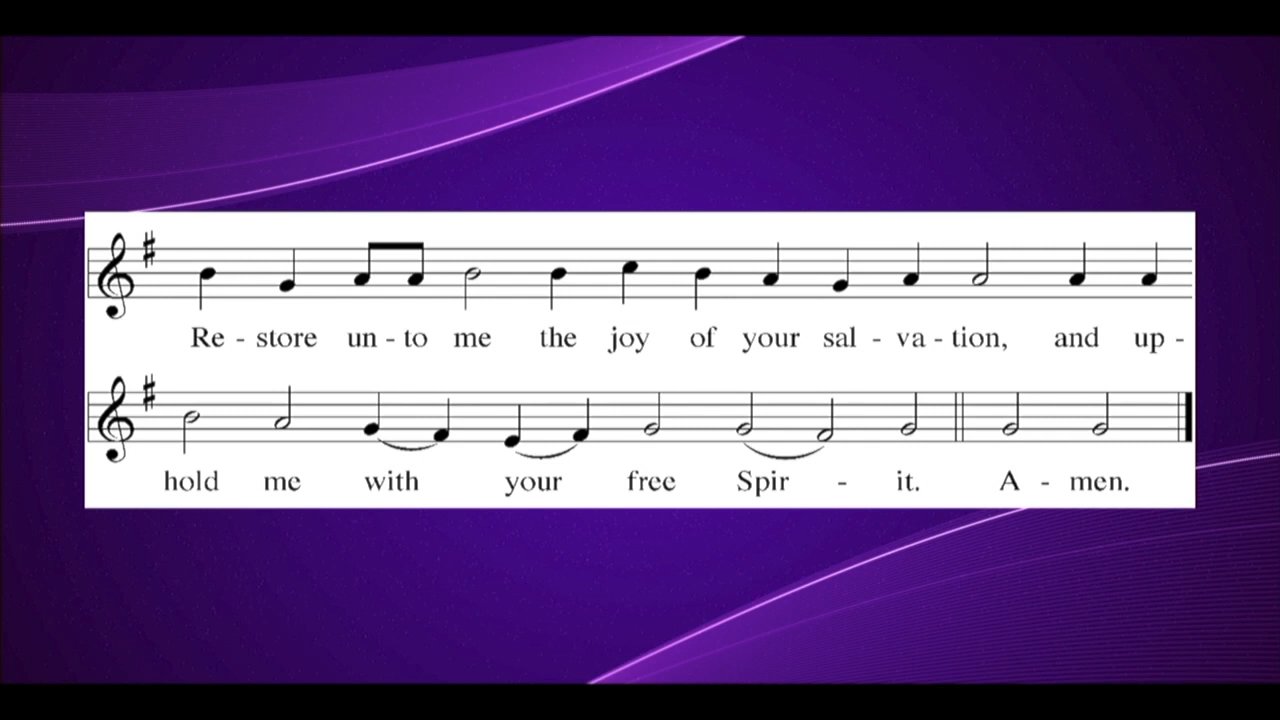 Re - store un - to me the joy of your sal - va - tion, and up -
hold me with your free Spir - it. A - men.